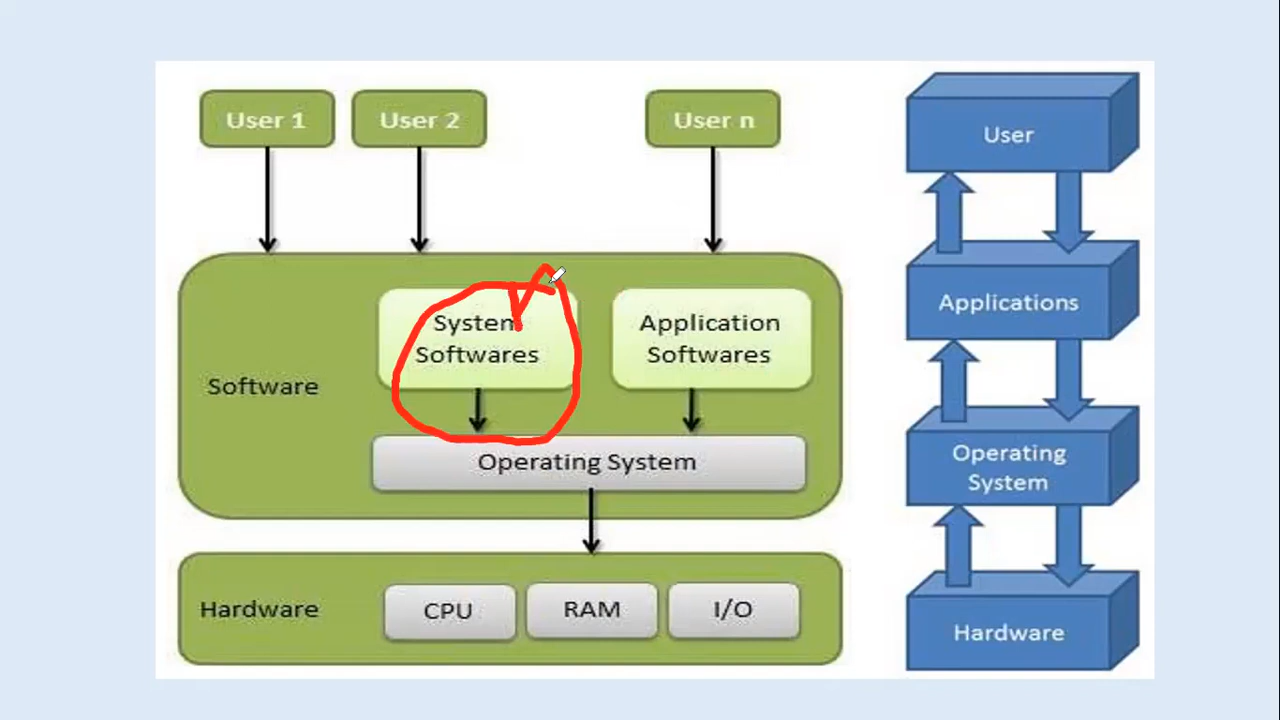 User 1
User 2
User n
System
Softwares
Application
Softwares
Software
Operating System
Hardware
CPU
RAM
I/O
User
Applications
Operating
System
Hardware